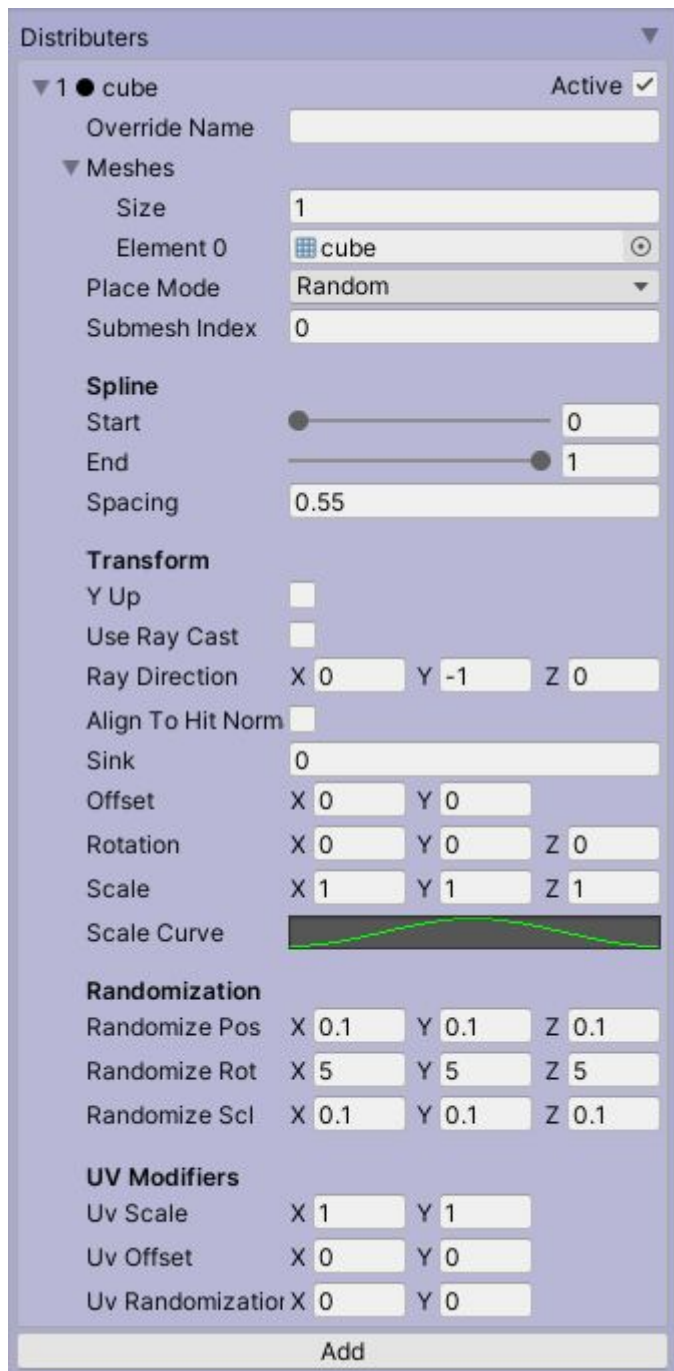 Distributers
1 cube Active
Override Name
Meshes
Size 1
Element 0 cube
Place Mode Random
Submesh Index 0
Spline
Start 0
End 1
Spacing 0.55
Transform
Y Up
Use Ray Cast
Ray Direction X 0 Y -1 Z 0
Align To Hit Norm
Sink 0
Offset X 0 Y 0
Rotation X 0 Y 0 Z 0
Scale X 1 Y 1 Z 1
Scale Curve
Randomization
Randomize Pos X 0.1 Y 0.1 Z 0.1
Randomize Rot X 5 Y 5 Z 5
Randomize Scl X 0.1 Y 0.1 Z 0.1
UV Modifiers
Uv Scale X 1 Y 1
Uv Offset X 0 Y 0
Uv Randomization X 0 Y 0
Add